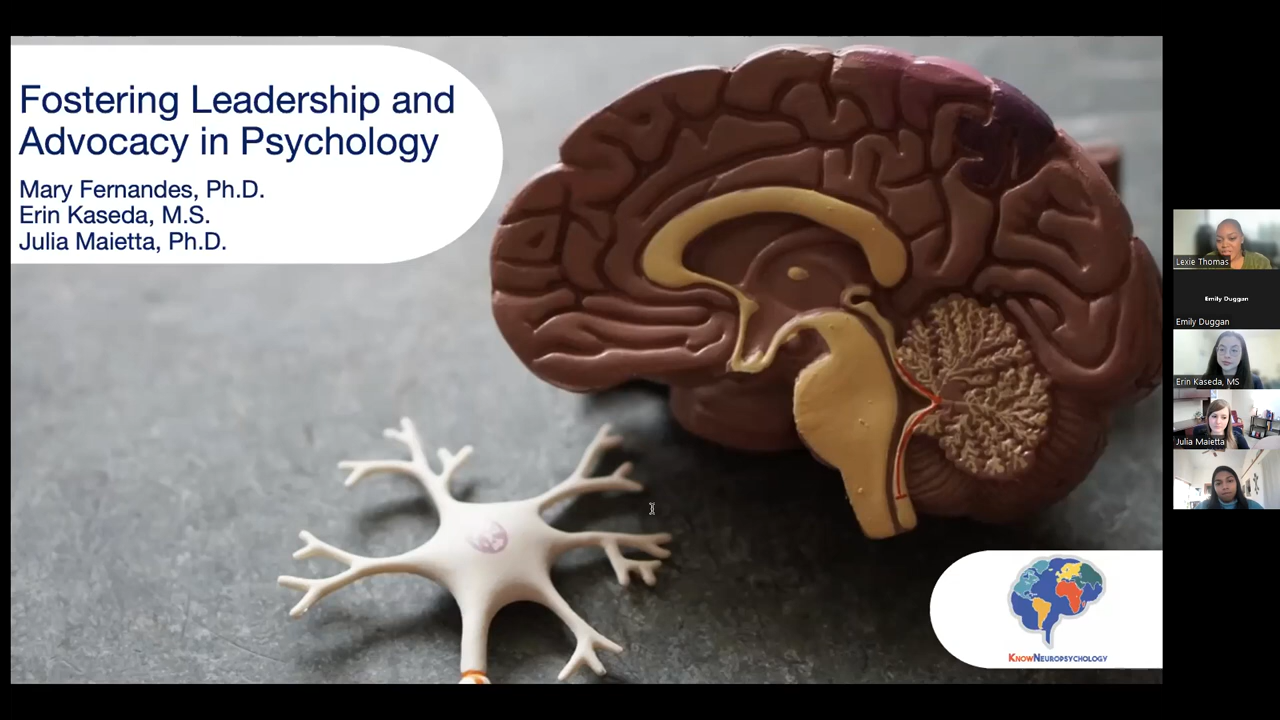 Fostering Leadership and
Advocacy in Psychology
Mary Fernandes, Ph.D.
Erin Kaseda, M.S.
Julia Maietta, Ph.D.
Lexie Thomas
Emily Duggan
Emily Duggan
Erin Kaseda, MS
Julia Maietta
KNOWNEUROPSYCHOLOGY